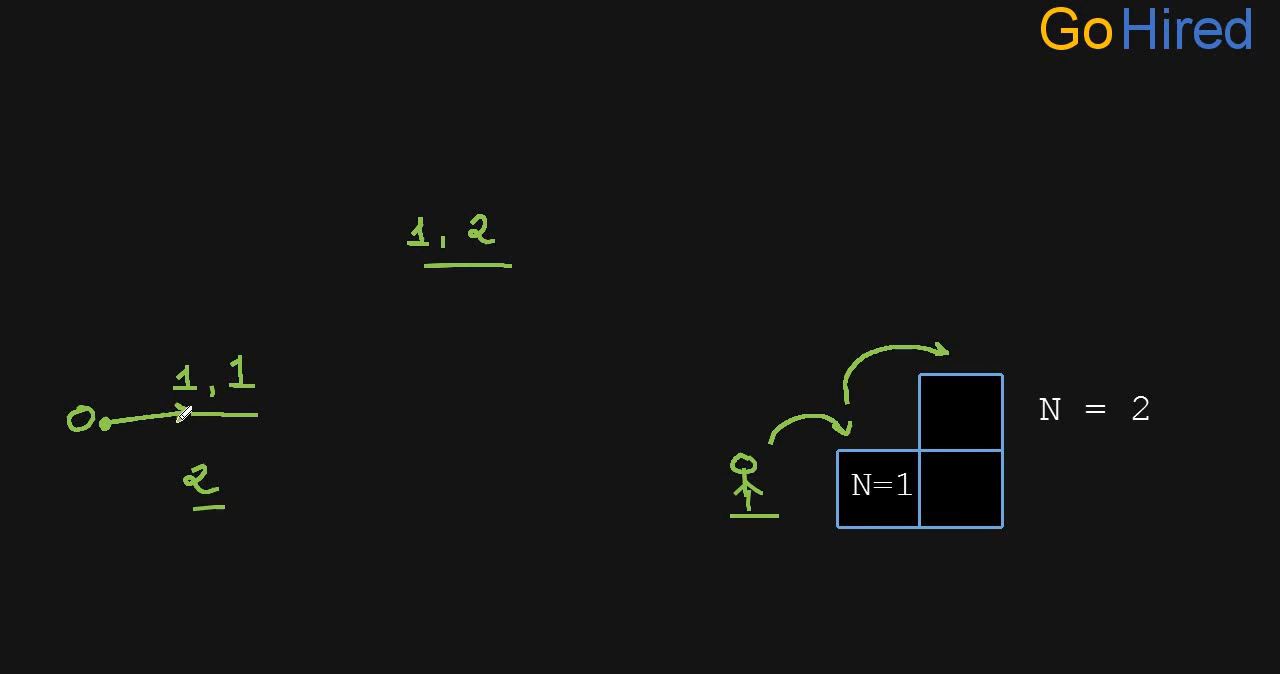 GoHired
1, 2
1, 1
0
2
N = 2
N=1